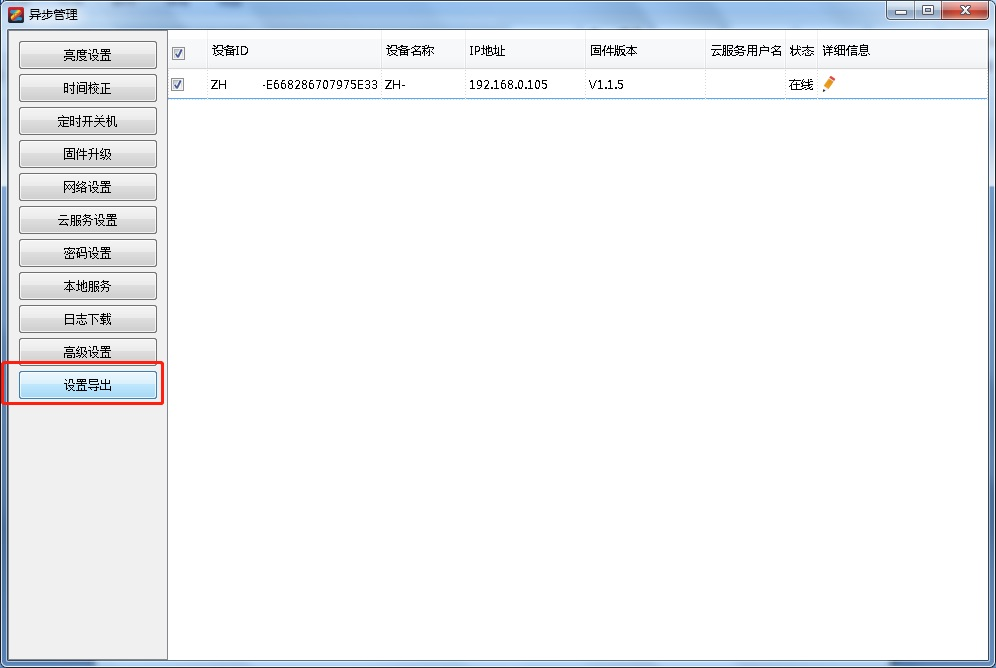 异步管理
亮度设置
时间校正
定时开关机
固件升级
网络设置
云服务设置
密码设置
本地服务
日志下载
高级设置
设置导出
设备ID 设备名称 IP地址 固件版本 云服务用户名 状态 详细信息
ZH -E668286707975E33 ZH- 192.168.0.105 V1.1.5 在线